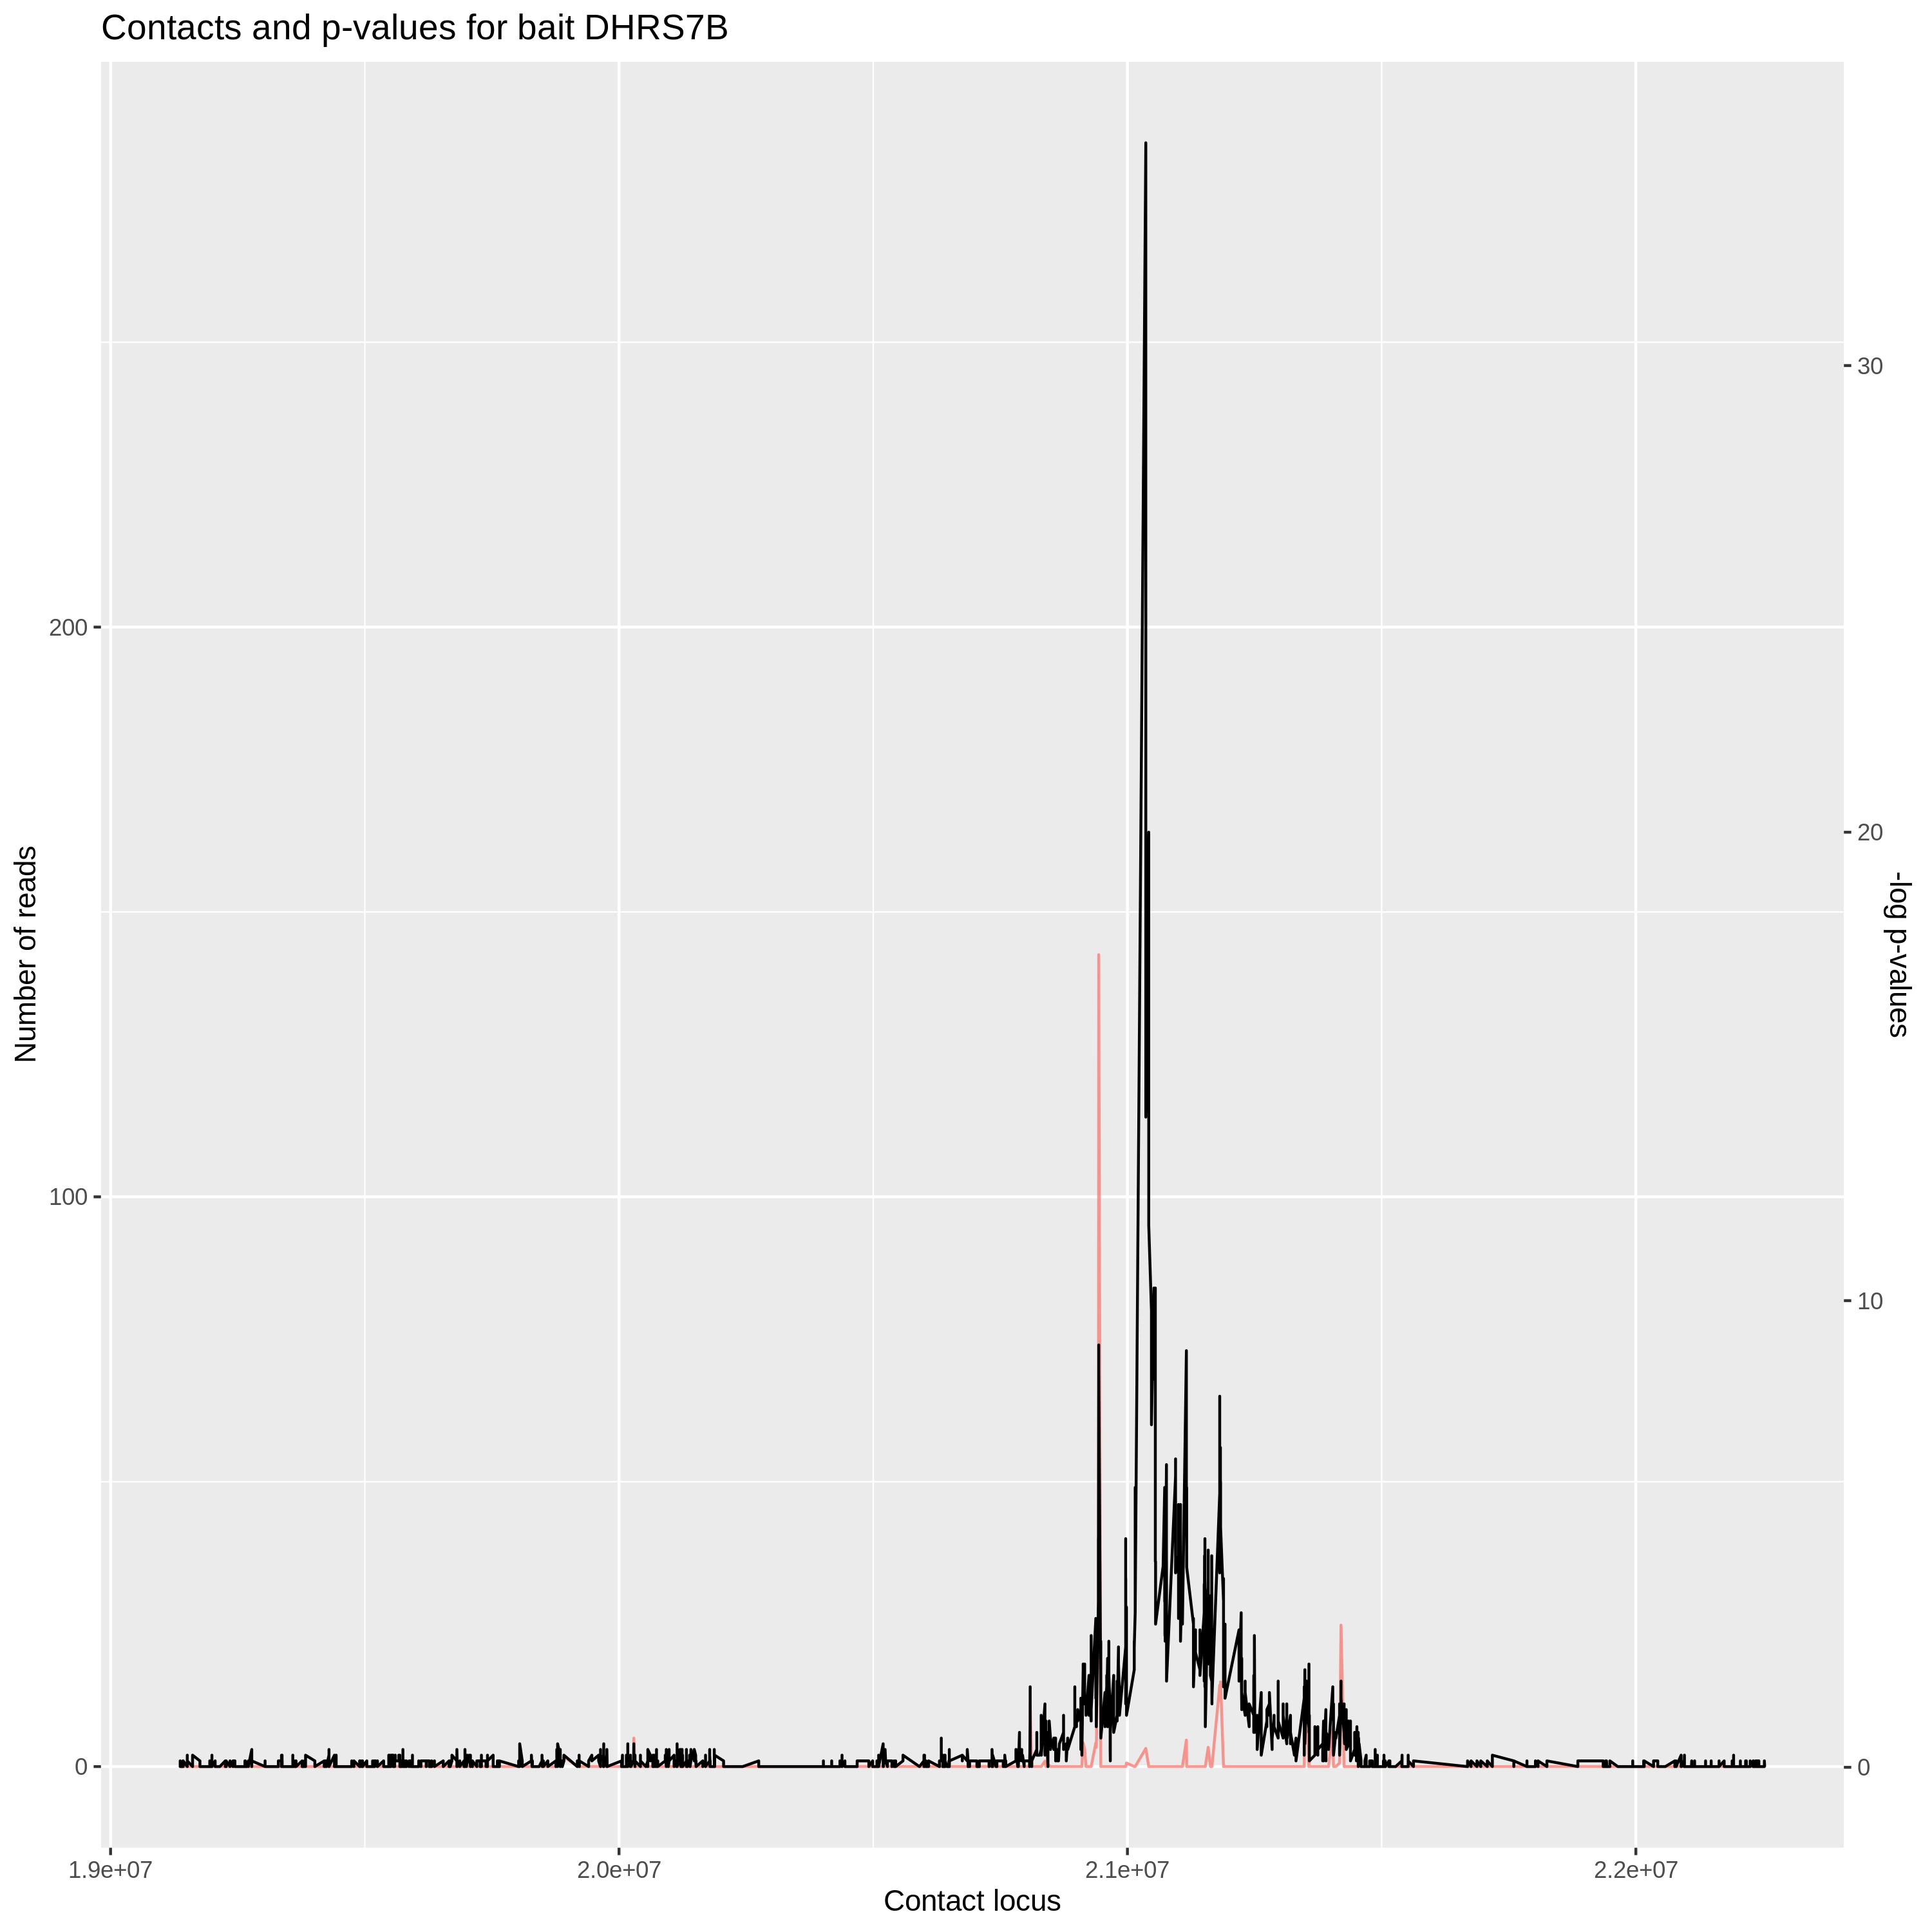 Contacts and p-values for bait DHRS7B
30
200
20
Number of reads
-log p-values
100
10
0
0
1.9e+07
2.0e+07
2.1e+07
2.2e+07
Contact locus